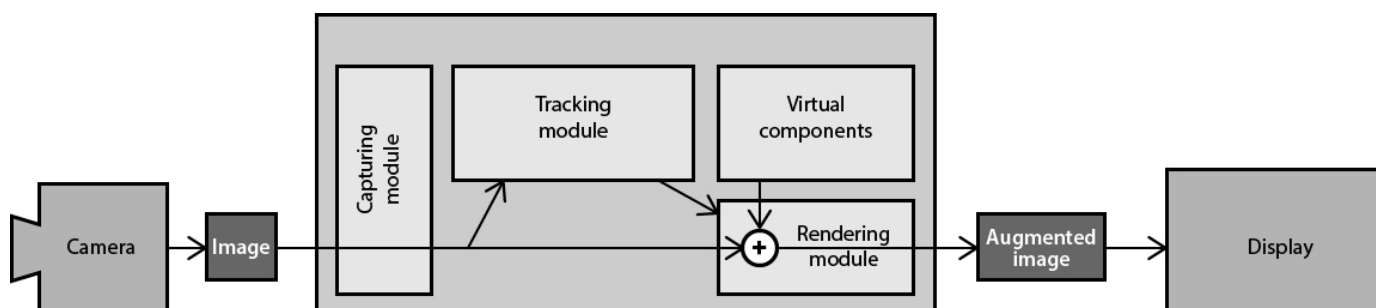 Camera
Image
Capturing
module
Tracking
module
Virtual
components
+
Rendering
module
Augmented
image
Display